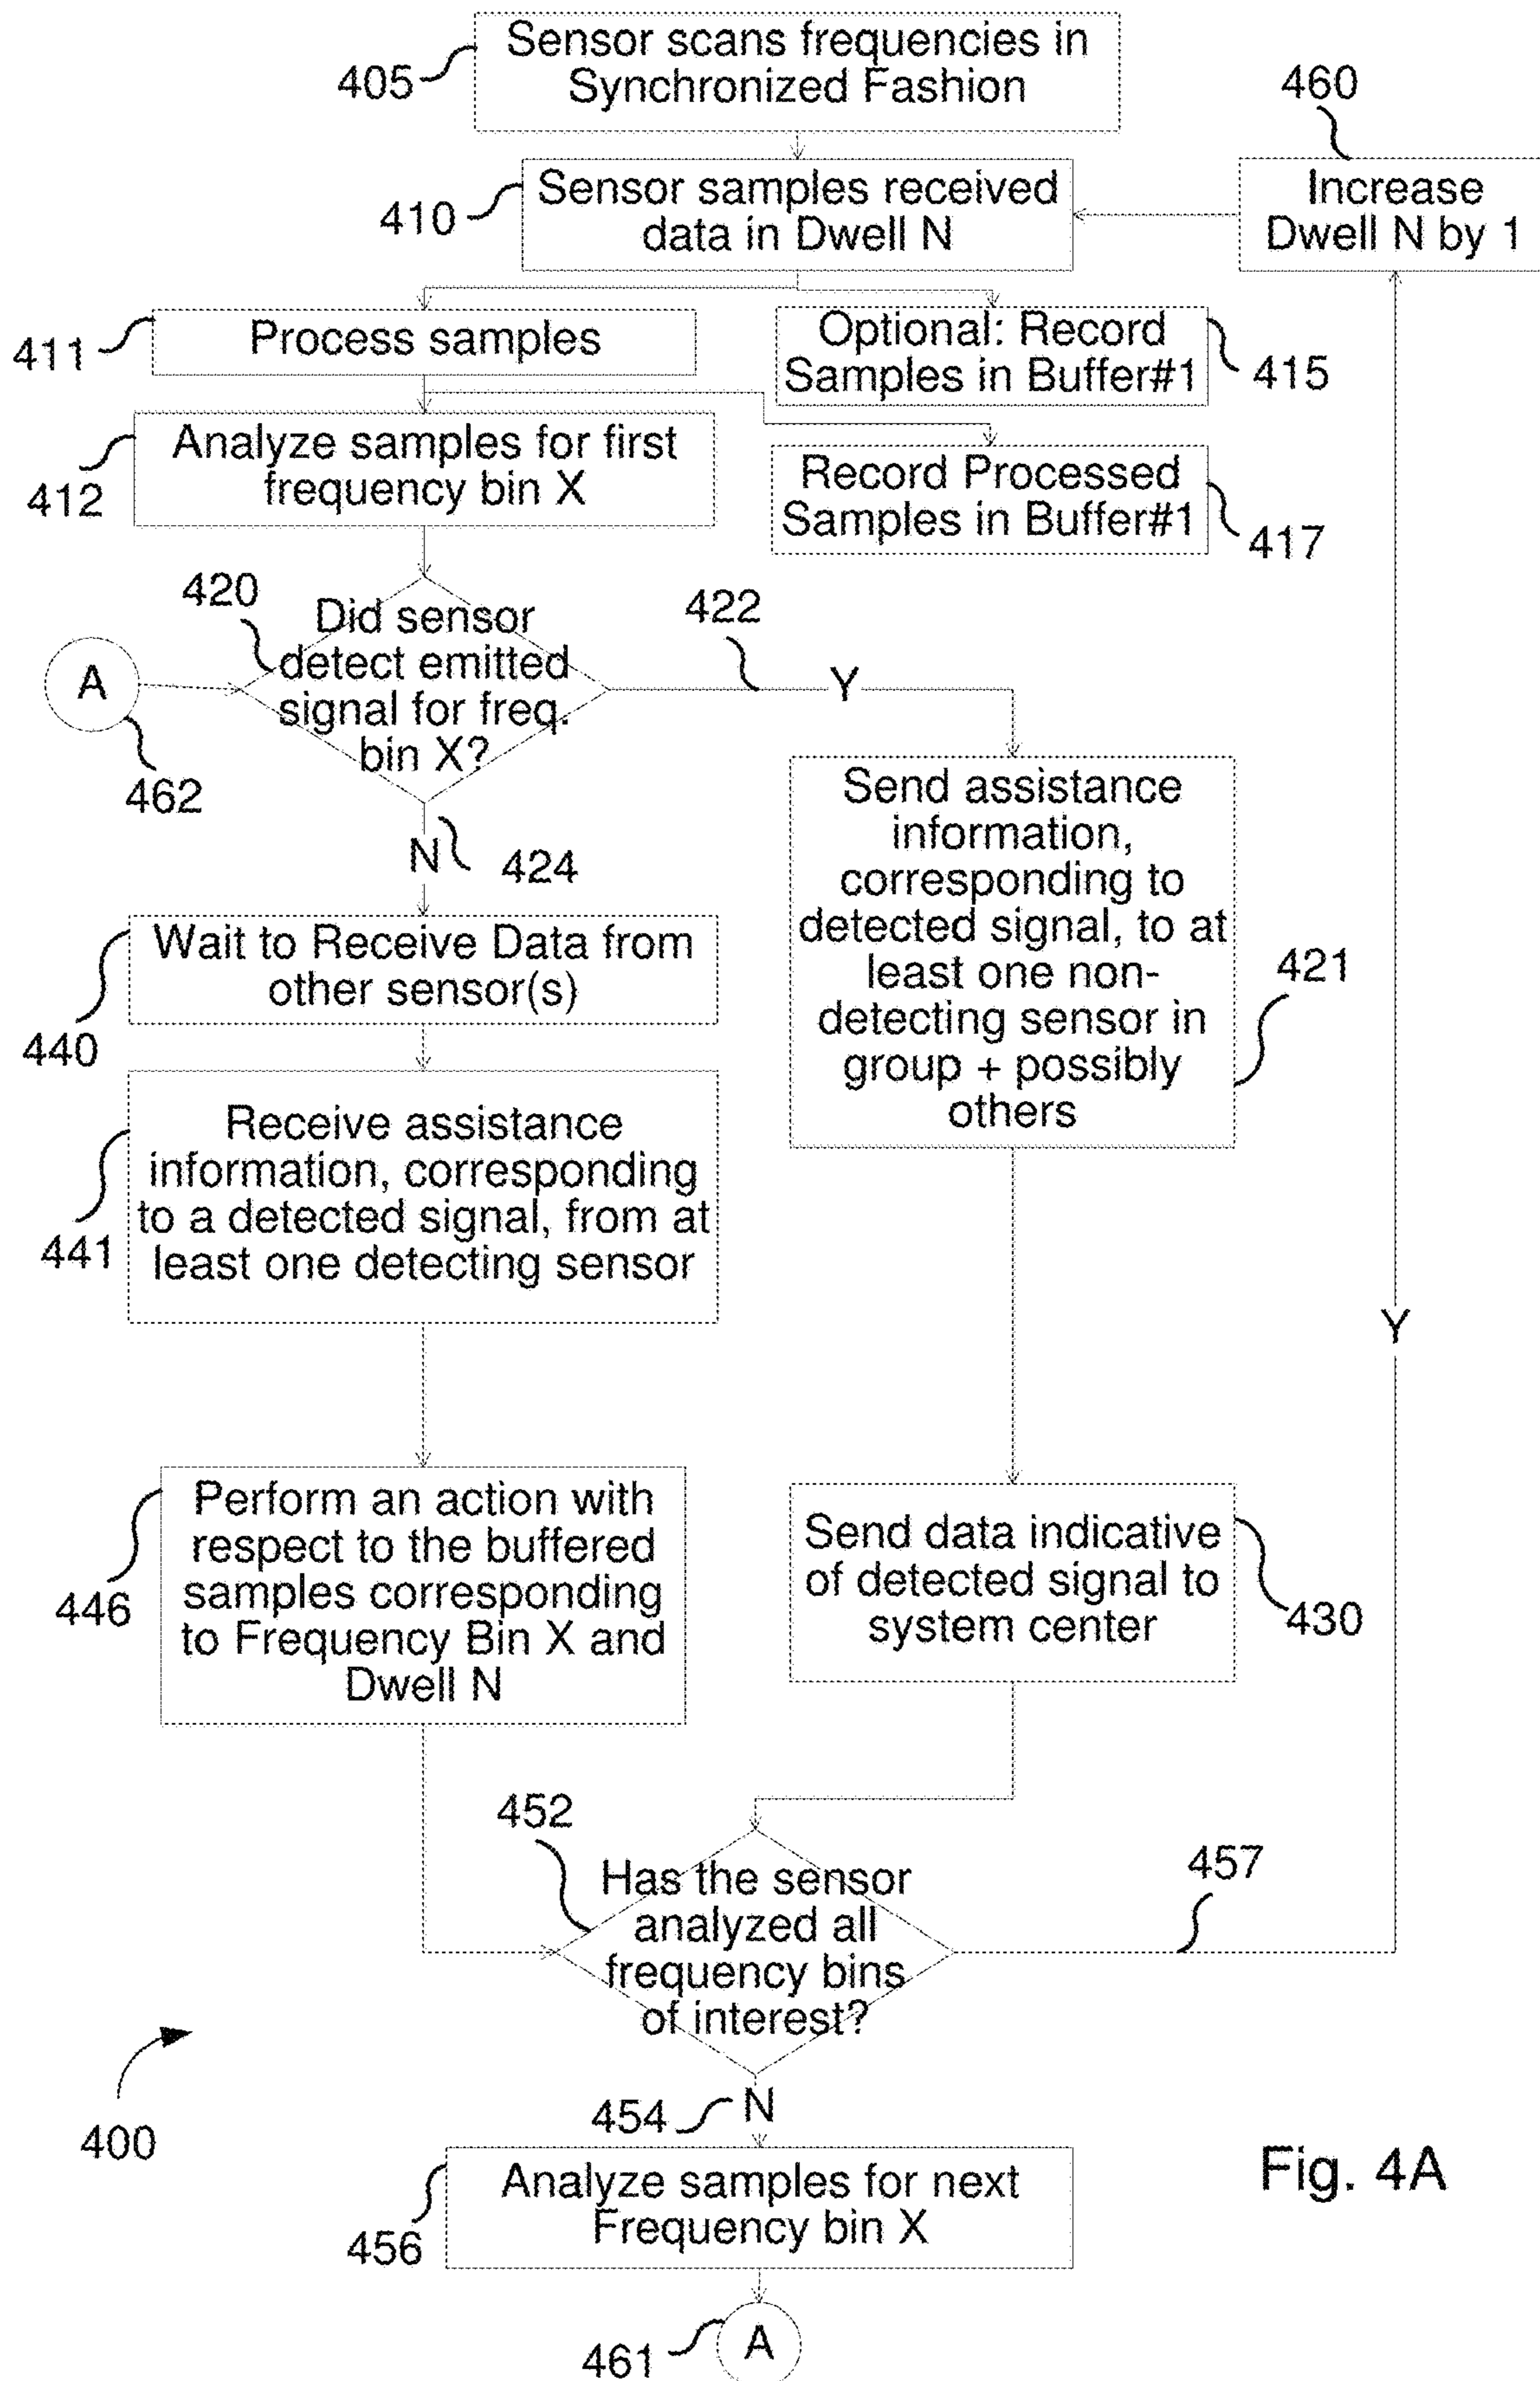 Sensor scans frequencies in
Synchronized Fashion
405
460
Sensor samples received
data in Dwell N
410
Increase
Dwell N by 1
Process samples
411
Optional: Record
Samples in Buffer#1
415
Analyze samples for first
frequency bin X
412
Record Processed
Samples in Buffer#1
417
420
Did sensor
detect emitted
signal for freq.
bin X?
422
Y
A
462
N
424
Send assistance
information,
corresponding to
detected signal, to at
least one non-
detecting sensor in
group + possibly
others
421
Wait to Receive Data from
other sensor(s)
440
Receive assistance
information, corresponding
to a detected signal, from at
least one detecting sensor
441
Y
Perform an action with
respect to the buffered
samples corresponding
to Frequency Bin X and
Dwell N
446
Send data indicative
of detected signal to
system center
430
452
Has the sensor
analyzed all
frequency bins
of interest?
457
400
454
N
Analyze samples for next
Frequency bin X
456
Fig. 4A
461
A